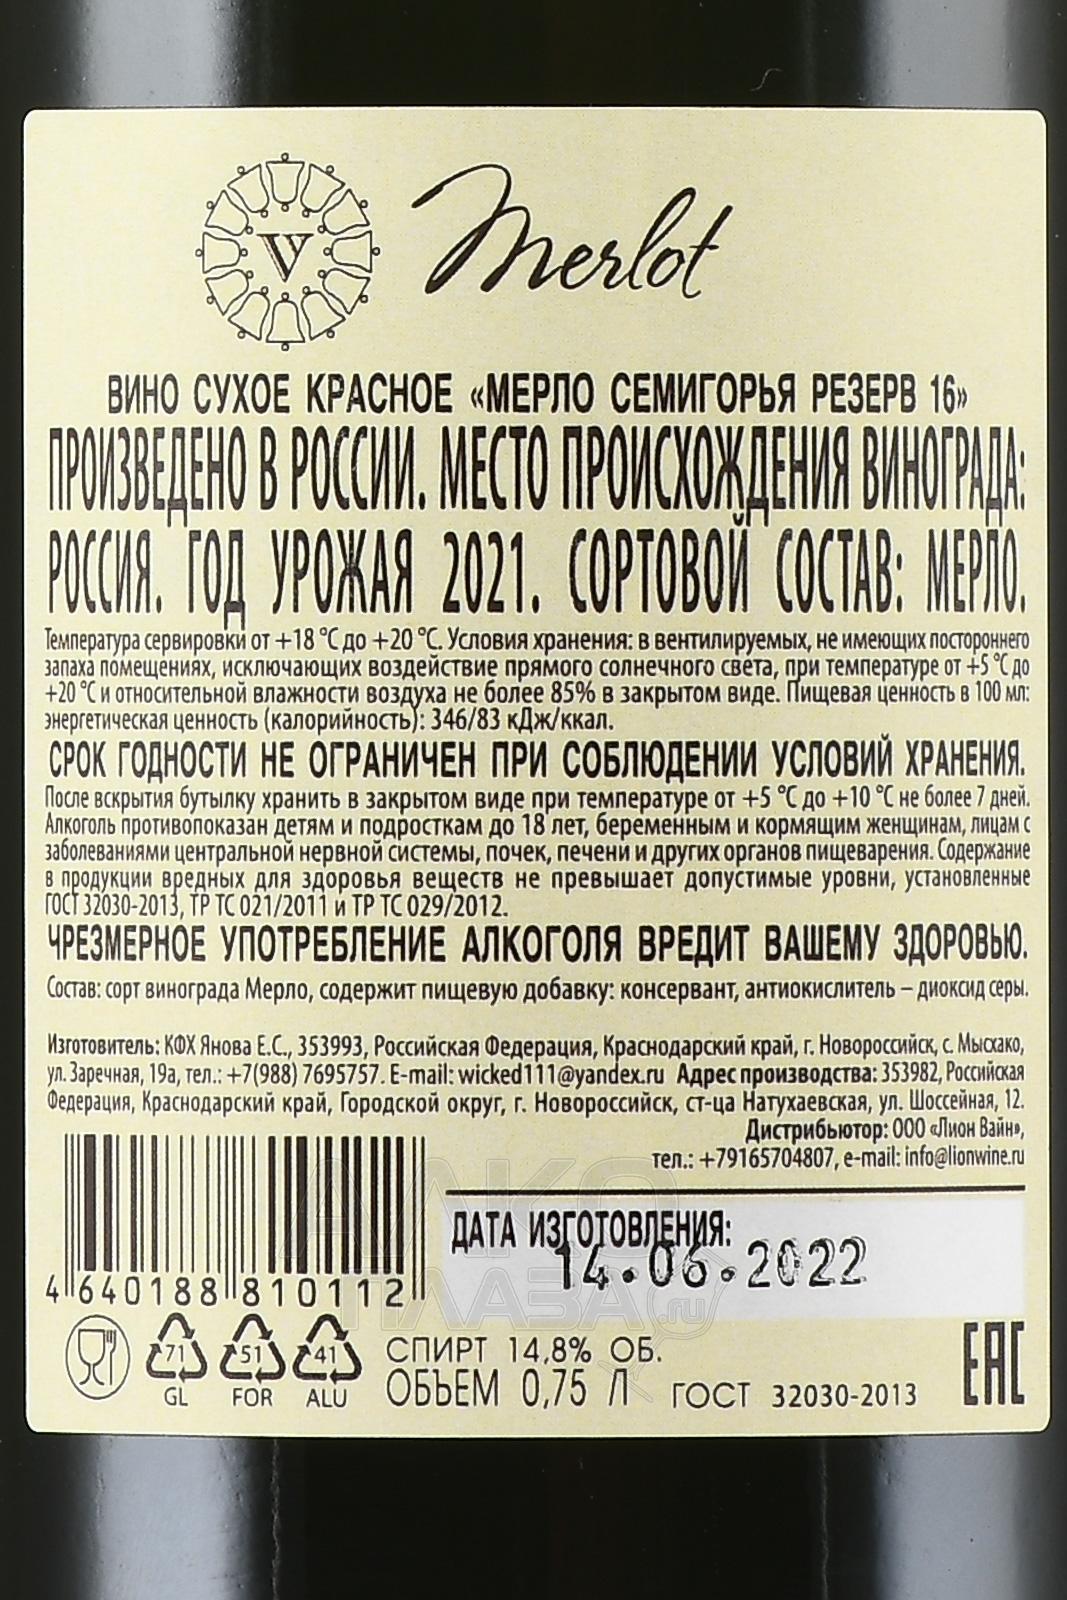 V
Merlot
ВИНО СУХОЕ КРАСНОЕ «МЕРЛО СЕМИГОРЬЯ РЕЗЕРВ 16»
ПРОИЗВЕДЕНО В РОССИИ. МЕСТО ПРОИСХОЖДЕНИЯ ВИНОГРАДА:
РОССИЯ. ГОД УРОЖАЯ 2021. СОРТОВОЙ СОСТАВ: МЕРЛО.
Температура сервировки от +18 °С до +20 °С. Условия хранения: в вентилируемых, не имеющих постороннего
запаха помещениях, исключающих воздействие прямого солнечного света, при температуре от +5 °С до
+20 °С и относительной влажности воздуха не более 85% в закрытом виде. Пищевая ценность в 100 мл:
энергетическая ценность (калорийность): 346/83 кДж/ккал.
СРОК ГОДНОСТИ НЕ ОГРАНИЧЕН ПРИ СОБЛЮДЕНИИ УСЛОВИЙ ХРАНЕНИЯ.
После вскрытия бутылку хранить в закрытом виде при температуре от +5 °С до +10 °С не более 7 дней.
Алкоголь противопоказан детям и подросткам до 18 лет, беременным и кормящим женщинам, лицам с
заболеваниями центральной нервной системы, почек, печени и других органов пищеварения. Содержание
в продукции вредных для здоровья веществ не превышает допустимые уровни, установленные
ГОСТ 32030-2013, ТР ТС 021/2011 и ТР ТС 029/2012.
ЧРЕЗМЕРНОЕ УПОТРЕБЛЕНИЕ АЛКОГОЛЯ ВРЕДИТ ВАШЕМУ ЗДОРОВЬЮ.
Состав: сорт винограда Мерло, содержит пищевую добавку: консервант, антиокислитель – диоксид серы.
Изготовитель: КФХ Янова Е.С., 353993, Российская Федерация, Краснодарский край, г. Новороссийск, с. Мысхако,
ул. Заречная, 19а, тел.: +7(988) 7695757. E-mail: wicked111@yandex.ru Адрес производства: 353982, Российская
Федерация, Краснодарский край, Городской округ, г. Новороссийск, ст-ца Натухаевская, ул. Шоссейная, 12.
Дистрибьютор: ООО «Лион Вайн»,
тел.: +79165704807, e-mail: info@lionwine.ru
ДАТА ИЗГОТОВЛЕНИЯ:
14.06.2022
4 640188 810112
АЛКО
ПЛАЗА.ru
71 51 41
GL FOR ALU
СПИРТ 14,8% ОБ.
ОБЪЕМ 0,75 Л ГОСТ 32030-2013
EAC